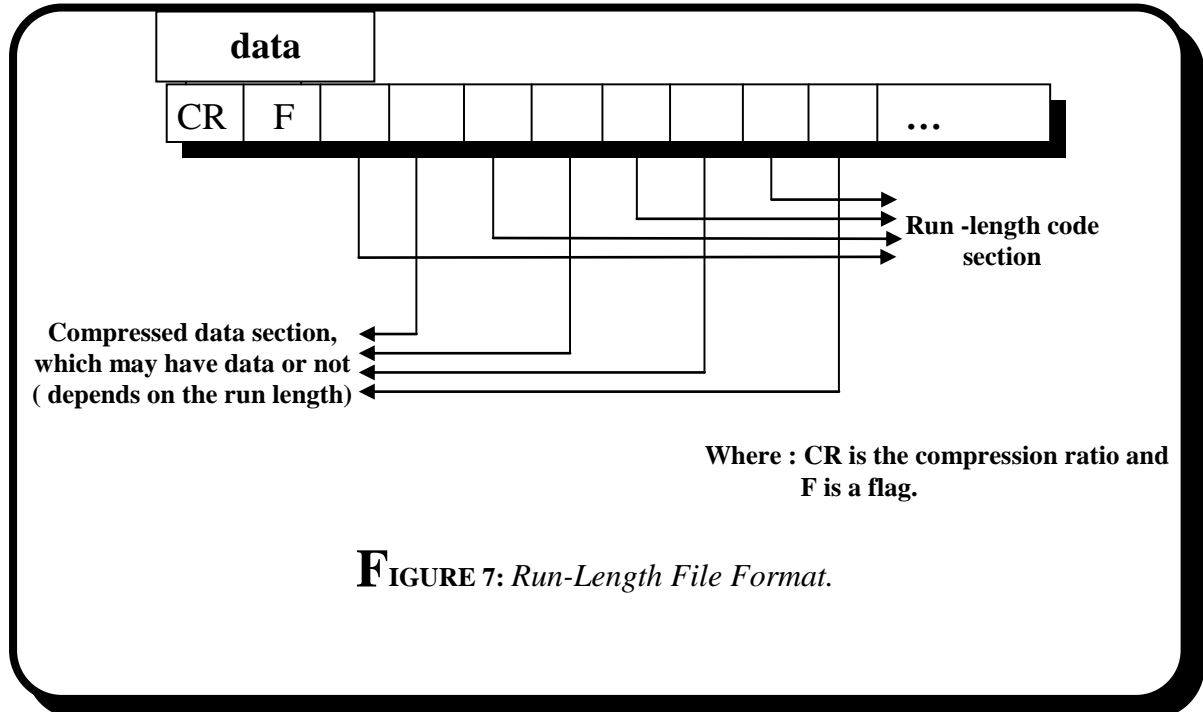 data
CR F ...
Run -length code
section
Compressed data section,
which may have data or not
( depends on the run length)
Where : CR is the compression ratio and
F is a flag.
FIGURE 7: Run-Length File Format.